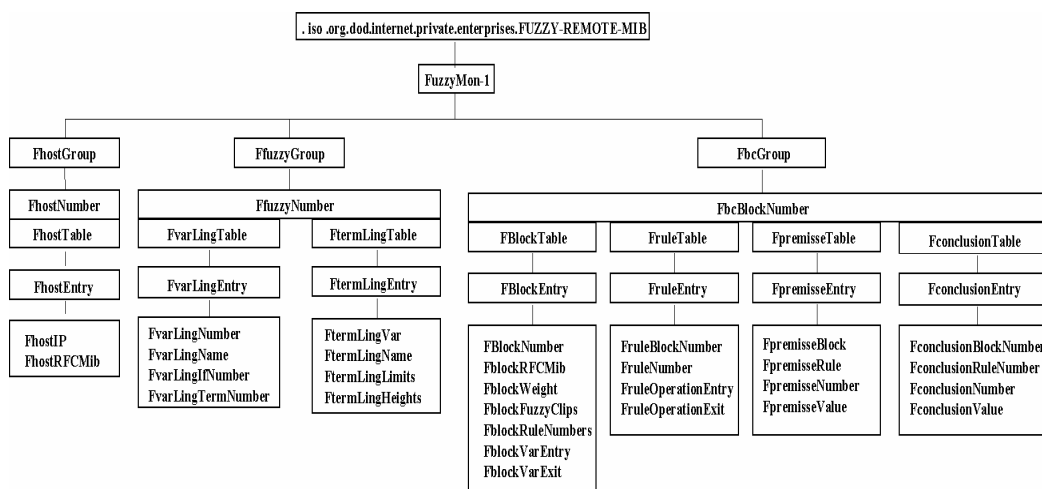 . iso .org.dod.internet.private.enterprises.FUZZY-REMOTE-MIB
FuzzyMon-1
FhostGroup
FfuzzyGroup
FbcGroup
FhostNumber
FfuzzyNumber
FbcBlockNumber
FhostTable
FvarLingTable
FtermLingTable
FBlockTable
FruleTable
FpremisseTable
FconclusionTable
FhostEntry
FvarLingEntry
FtermLingEntry
FBlockEntry
FruleEntry
FpremisseEntry
FconclusionEntry
FhostIP
FhostRFCMib
FvarLingNumber
FvarLingName
FvarLingIfNumber
FvarLingTermNumber
FtermLingVar
FtermLingName
FtermLingLimits
FtermLingHeights
FBlockNumber
FblockRFCMib
FblockWeight
FblockFuzzyClips
FblockRuleNumbers
FblockVarEntry
FblockVarExit
FruleBlockNumber
FruleNumber
FruleOperationEntry
FruleOperationExit
FpremisseBlock
FpremisseRule
FpremisseNumber
FpremisseValue
FconclusionBlockNumber
FconclusionRuleNumber
FconclusionNumber
FconclusionValue